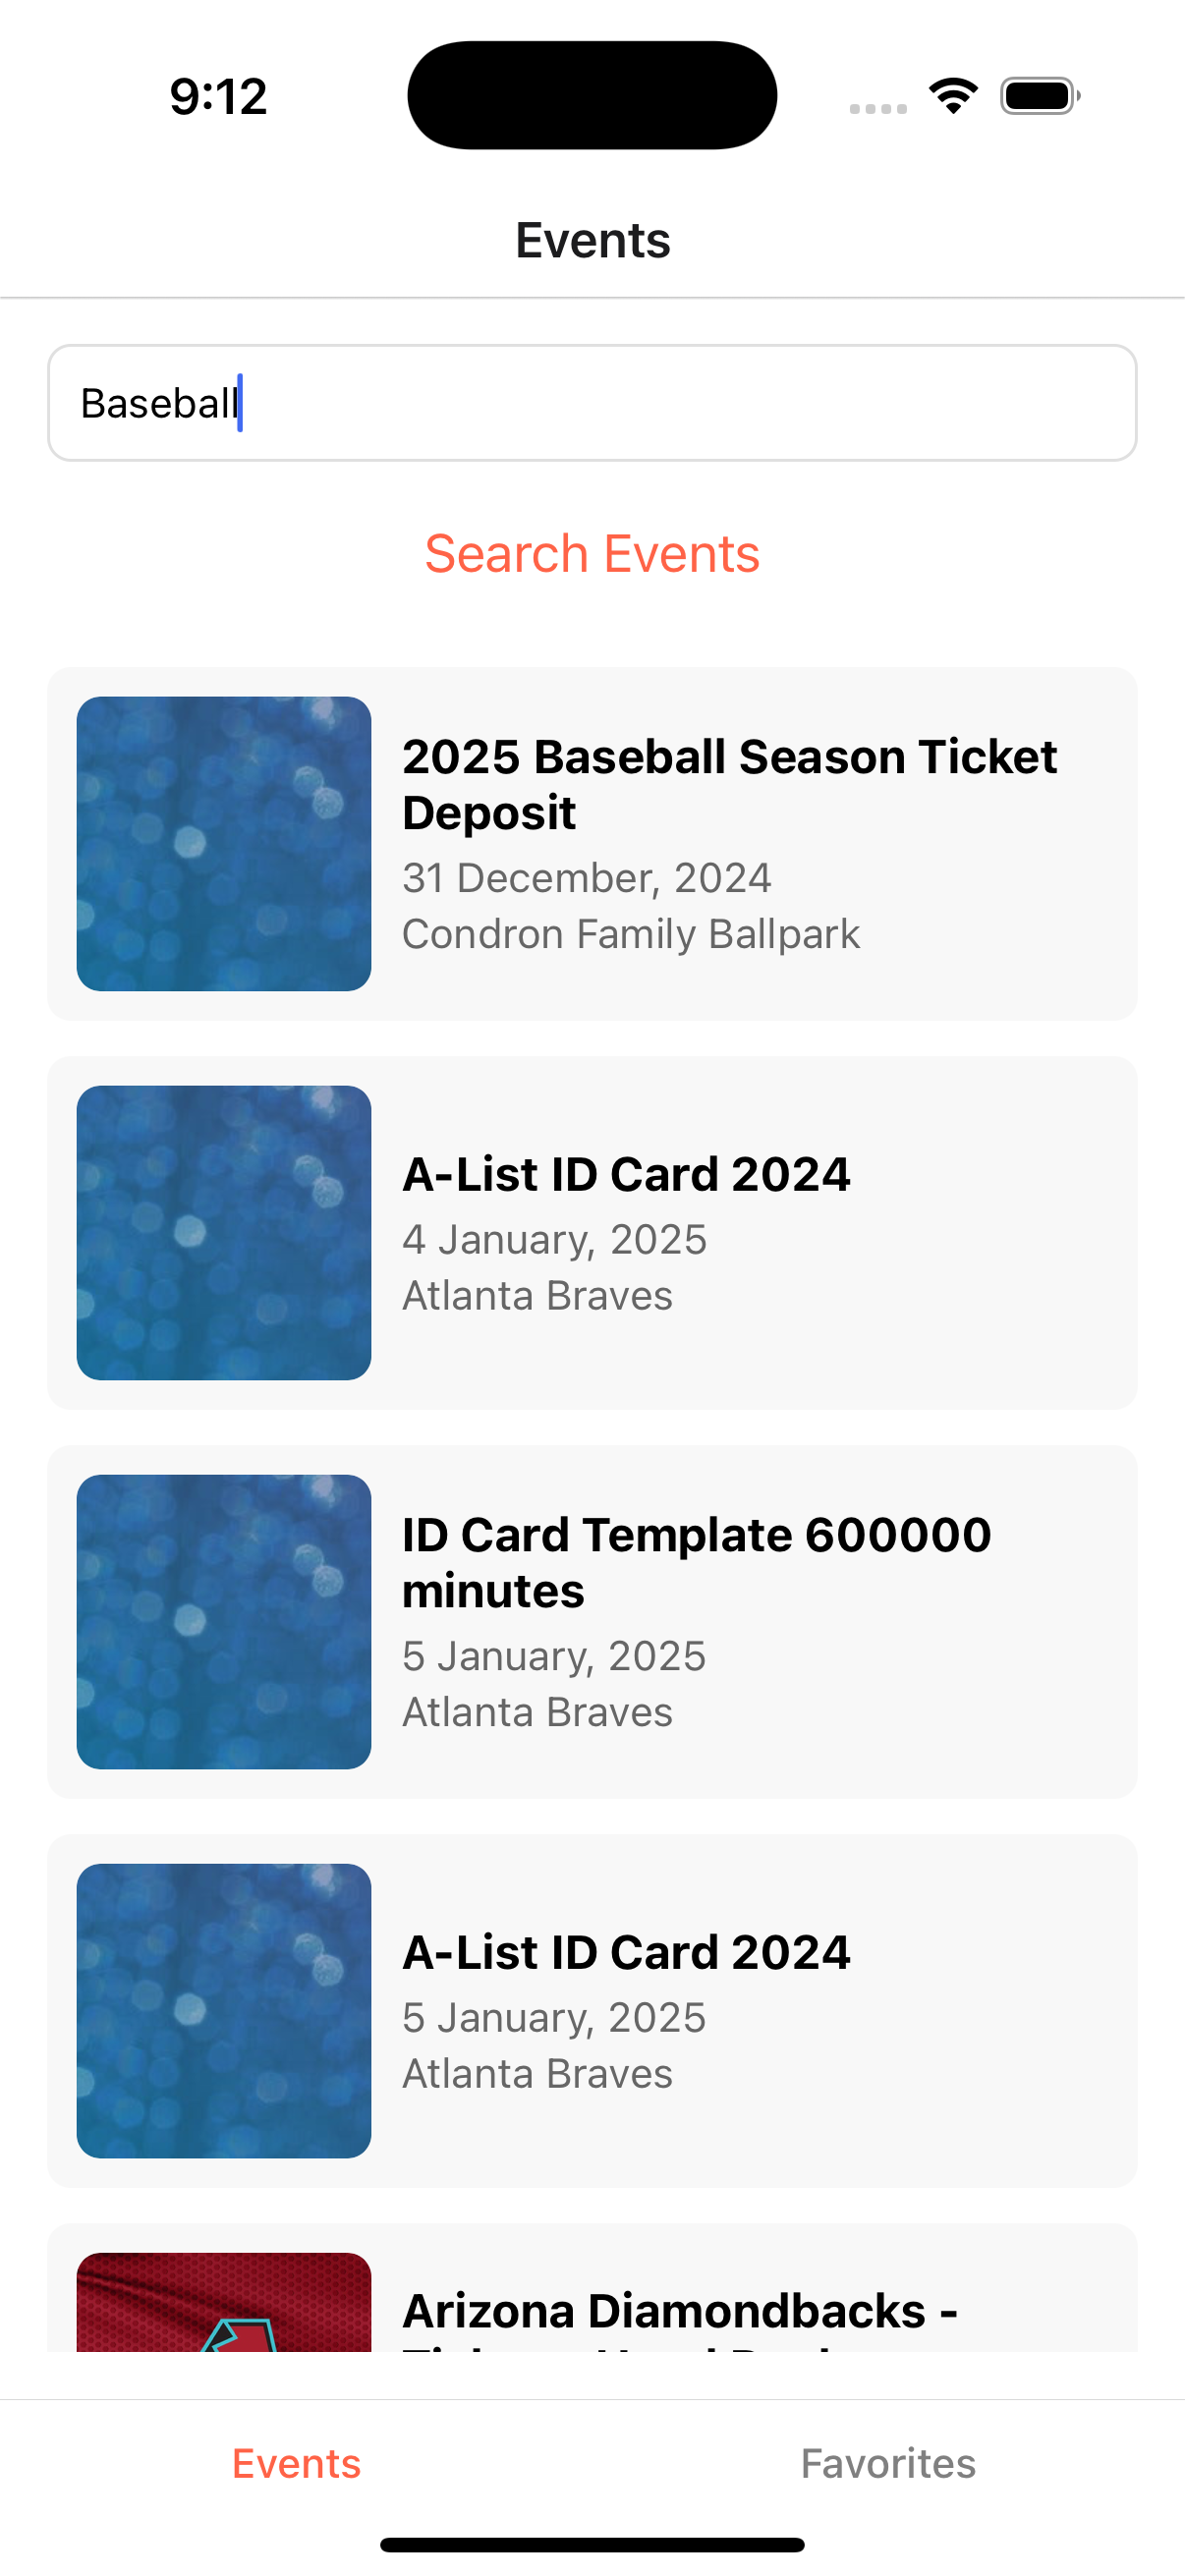 9:12
Events
Baseball
Search Events
2025 Baseball Season Ticket
Deposit
31 December, 2024
Condron Family Ballpark
A-List ID Card 2024
4 January, 2025
Atlanta Braves
ID Card Template 600000
minutes
5 January, 2025
Atlanta Braves
A-List ID Card 2024
5 January, 2025
Atlanta Braves
Arizona Diamondbacks -
Events
Favorites